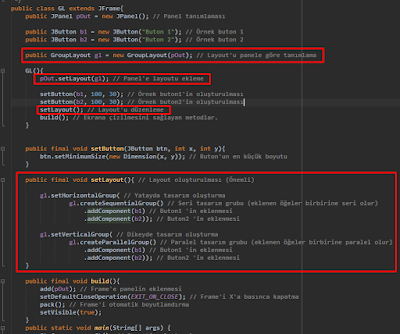 public class GL extends JFrame{
public JPanel pOut = new JPanel(); // Panel tanımlaması
public JButton b1 = new JButton("Buton 1"); // Örnek buton 1
public JButton b2 = new JButton("Buton 2"); // Örnek buton 2
public GroupLayout gl = new GroupLayout(pOut); // Layout'u panele göre tanımlama
GL(){
pOut.setLayout(gl); // Panel'e layoutu ekleme
setButton(b1, 100, 30); // Örnek buton1'in oluşturulması
setButton(b2, 100, 30); // Örnek buton2'in oluşturulması
setLayout(); // Layout'u düzenleme
build(); // Ekrana çizilmesini sağlayan metodlar.
}
public final void setButton(JButton btn, int x, int y){
btn.setMinimumSize(new Dimension(x, y)); // Buton'un en küçük boyutu
}
public final void setLayout(){ // Layout oluşturulması (Önemli)
gl.setHorizontalGroup( // Yatayda tasarım oluşturma
gl.createSequentialGroup() // Seri tasarım grubu (eklenen öğeler birbirine seri olur)
.addComponent(b1) // Buton1 'in eklenmesi
.addComponent(b2)); // Buton2 'in eklenmesi
gl.setVerticalGroup( // Dikeyde tasarım oluşturma
gl.createParallelGroup() // Paralel tasarım grubu (eklenen öğeler birbirine paralel olur)
.addComponent(b1) // Buton1 'in eklenmesi
.addComponent(b2)); // Buton2 'in eklenmesi
}
public final void build(){
add(pOut); // Frame'e panelin eklenmesi
setDefaultCloseOperation(EXIT_ON_CLOSE); // Frame'i X'a basınca kapatma
pack(); // Frame'i otomatik boyutlandırma
setVisible(true);
}
public static void main(String[] args) {